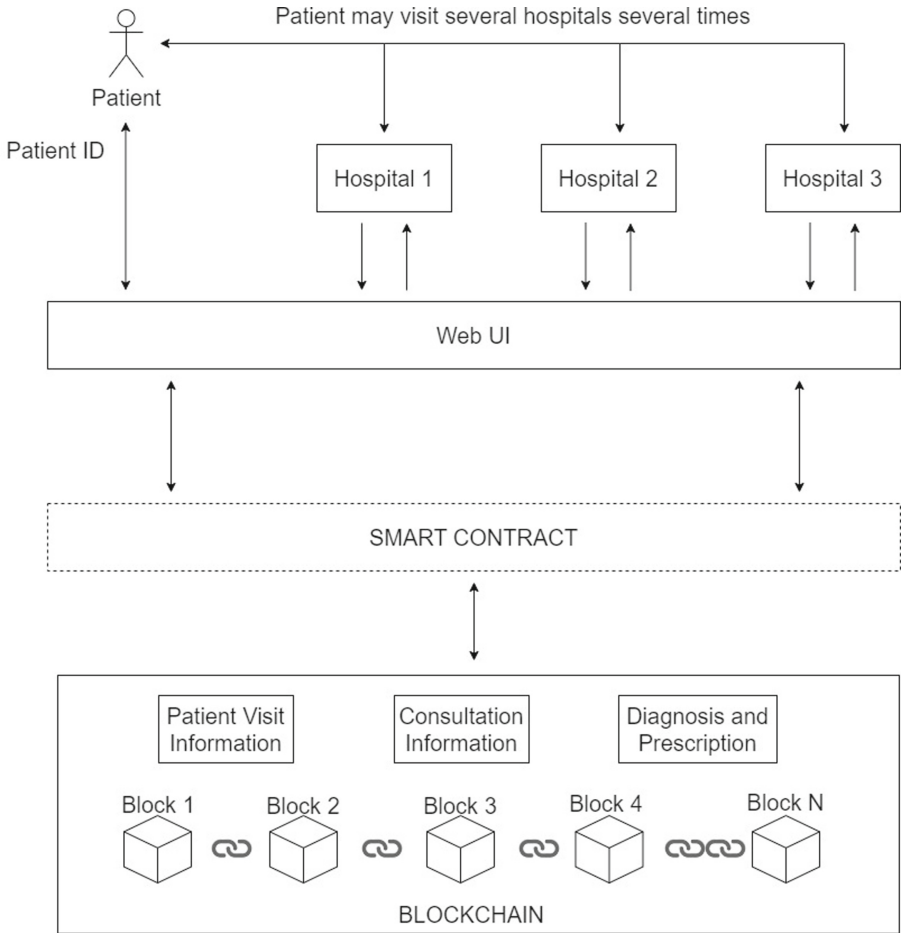 Patient may visit several hospitals several times
Patient
Patient ID
Hospital 1
Hospital 2
Hospital 3
Web UI
SMART CONTRACT
Patient Visit
Information
Consultation
Information
Diagnosis and
Prescription
Block 1
Block 2
Block 3
Block 4
Block N
BLOCKCHAIN